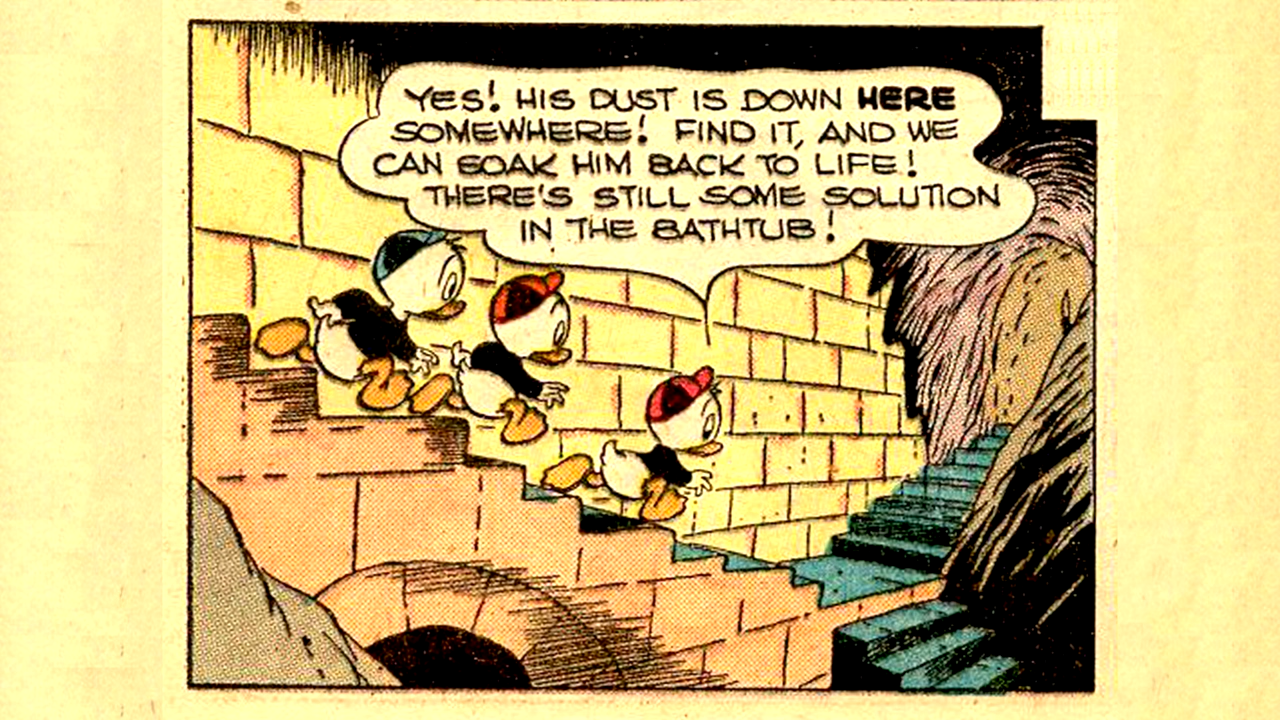 YES! HIS DUST IS DOWN HERE
SOMEWHERE! FIND IT, AND WE
CAN SOAK HIM BACK TO LIFE!
THERE'S STILL SOME SOLUTION
IN THE BATHTUB!